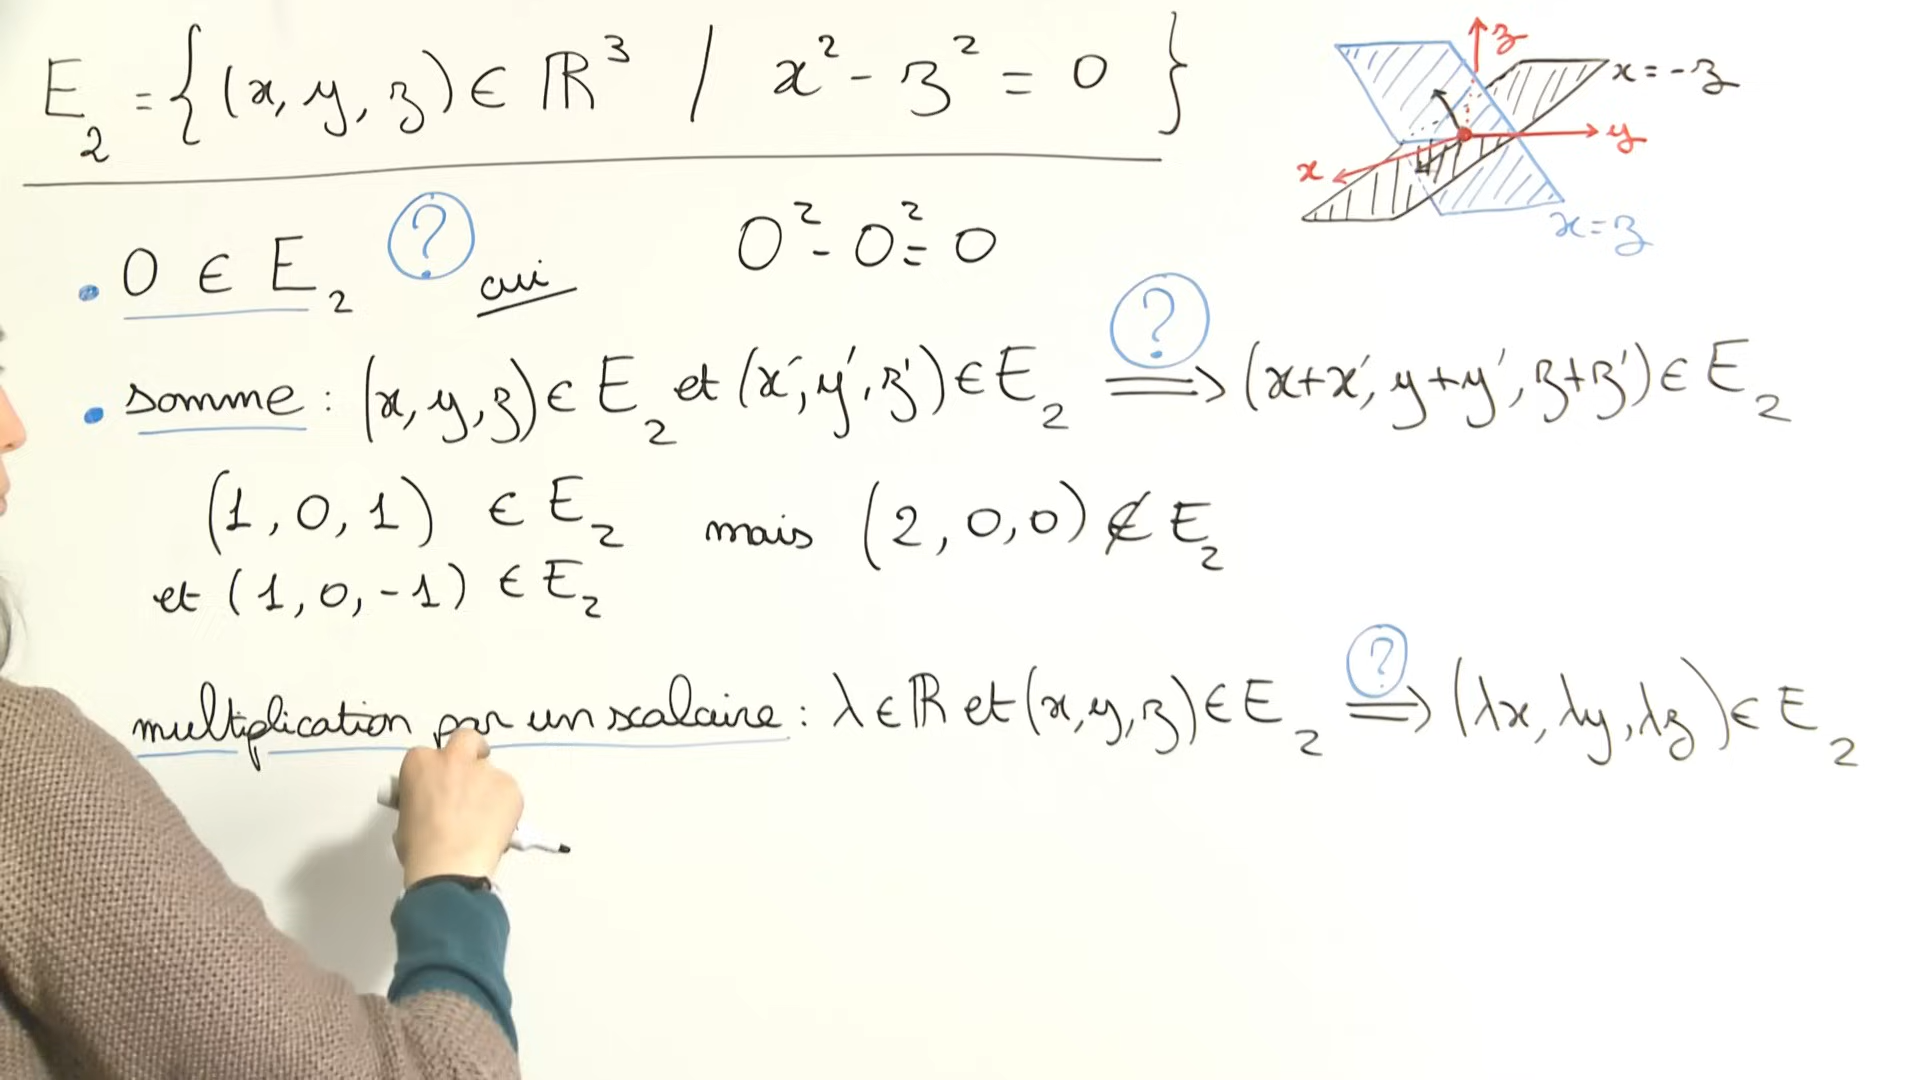 E₂ = {(x, y, z) ∈ ℝ³ / x² - z² = 0}
z
x = -z
y
x
x = z
• 0 ∈ E₂ ? oui 0² - 0² = 0
• somme : (x, y, z) ∈ E₂ et (x', y', z') ∈ E₂ ? ⟹ (x+x', y+y', z+z') ∈ E₂
(1, 0, 1) ∈ E₂ mais (2, 0, 0) ∉ E₂
et (1, 0, -1) ∈ E₂
multiplication par un scalaire : λ ∈ ℝ et (x, y, z) ∈ E₂ ? ⟹ (λx, λy, λz) ∈ E₂